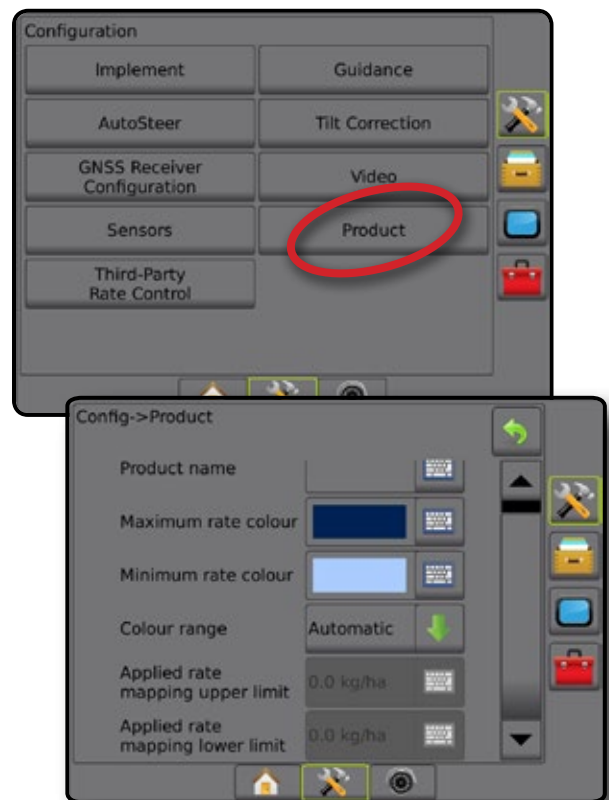 Configuration
Implement
Guidance
AutoSteer
Tilt Correction
GNSS Receiver
Configuration
Video
Sensors
Product
Third-Party
Rate Control
Config->Product
Product name
Maximum rate colour
Minimum rate colour
Colour range
Automatic
Applied rate
mapping upper limit
0.0 kg/ha
Applied rate
mapping lower limit
0.0 kg/ha